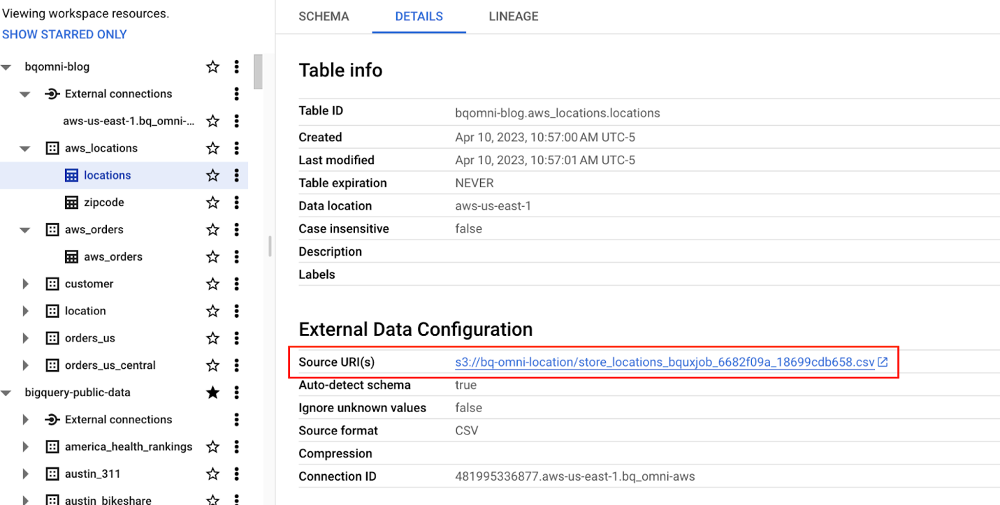 Viewing workspace resources.
SHOW STARRED ONLY
bqomni-blog
External connections
aws-us-east-1.bq_omni-...
aws_locations
locations
zipcode
aws_orders
aws_orders
customer
location
orders_us
orders_us_central
bigquery-public-data
External connections
america_health_rankings
austin_311
austin_bikeshare
SCHEMA DETAILS LINEAGE
Table info
Table ID bqomni-blog.aws_locations.locations
Created Apr 10, 2023, 10:57:00 AM UTC-5
Last modified Apr 10, 2023, 10:57:01 AM UTC-5
Table expiration NEVER
Data location aws-us-east-1
Case insensitive false
Description
Labels
External Data Configuration
Source URI(s) s3://bq-omni-location/store_locations_bquxjob_6682f09a_18699cdb658.csv
Auto-detect schema true
Ignore unknown values false
Source format CSV
Compression
Connection ID 481995336877.aws-us-east-1.bq_omni-aws